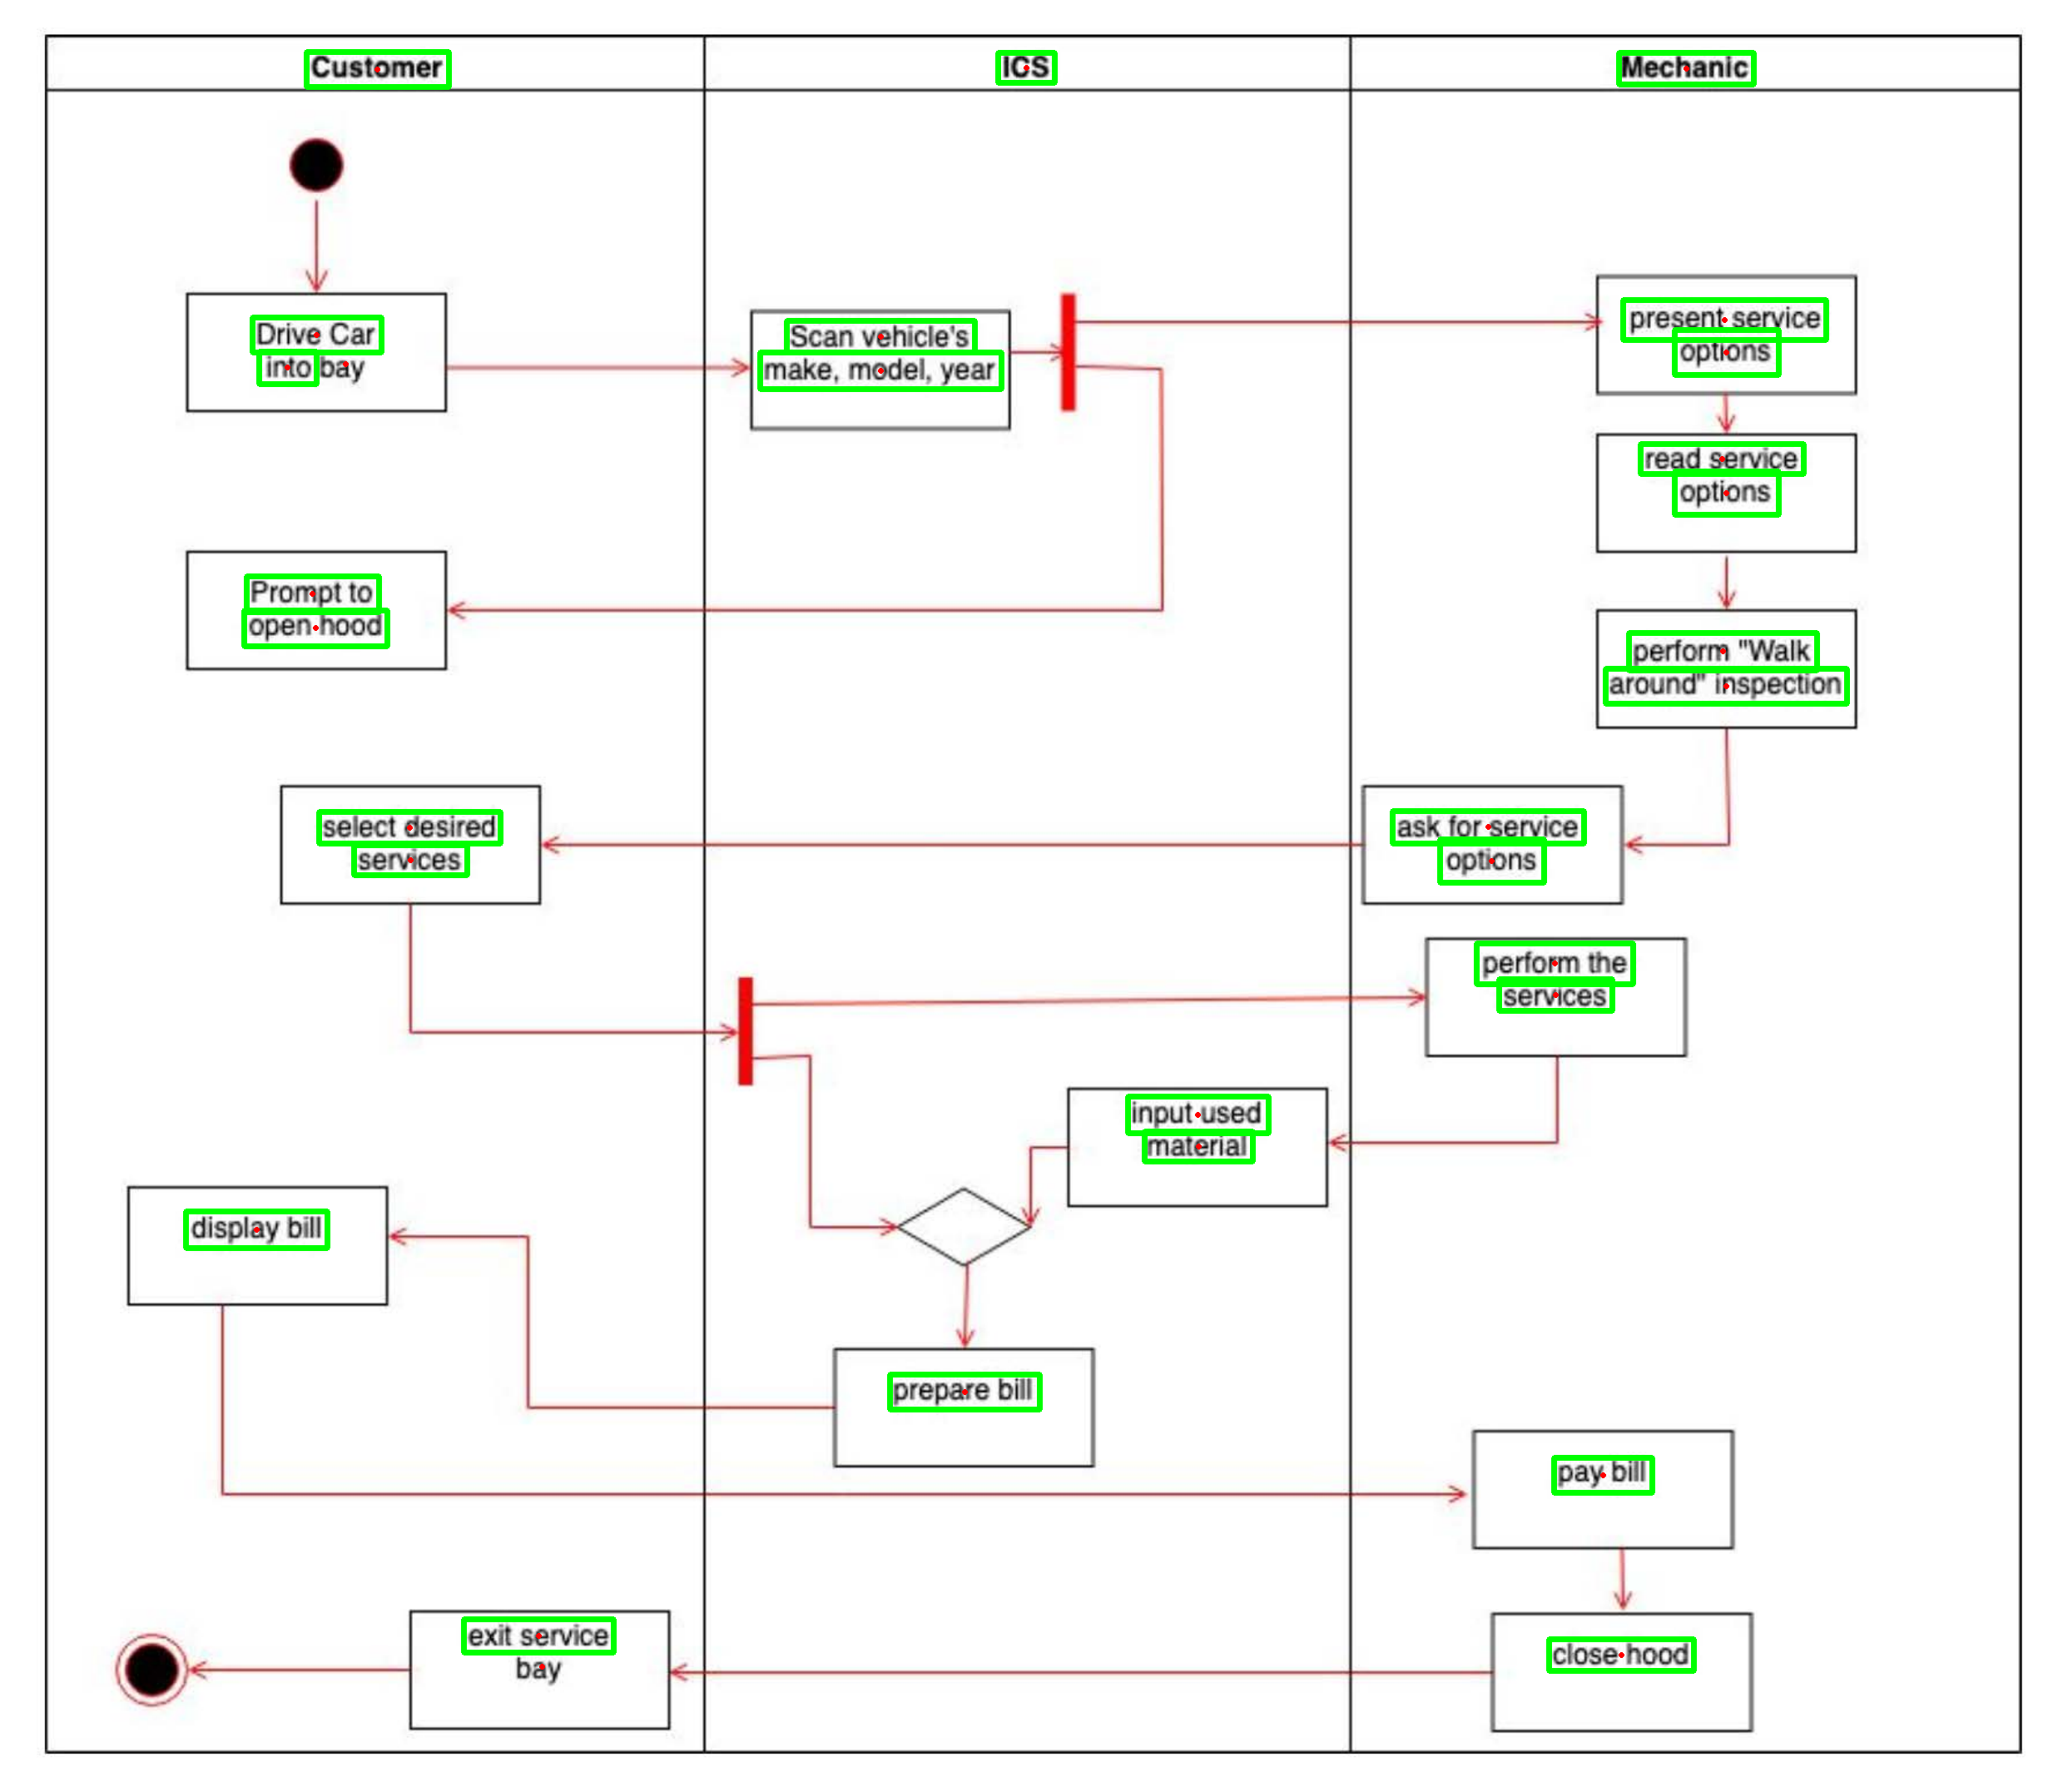 Customer
ICS
Mechanic
Drive Car
into bay
Scan vehicle's
make, model, year
present service
options
read service
options
Prompt to
open hood
perform "Walk
around" inspection
select desired
services
ask for service
options
perform the
services
input used
material
display bill
prepare bill
pay bill
exit service
bay
close hood